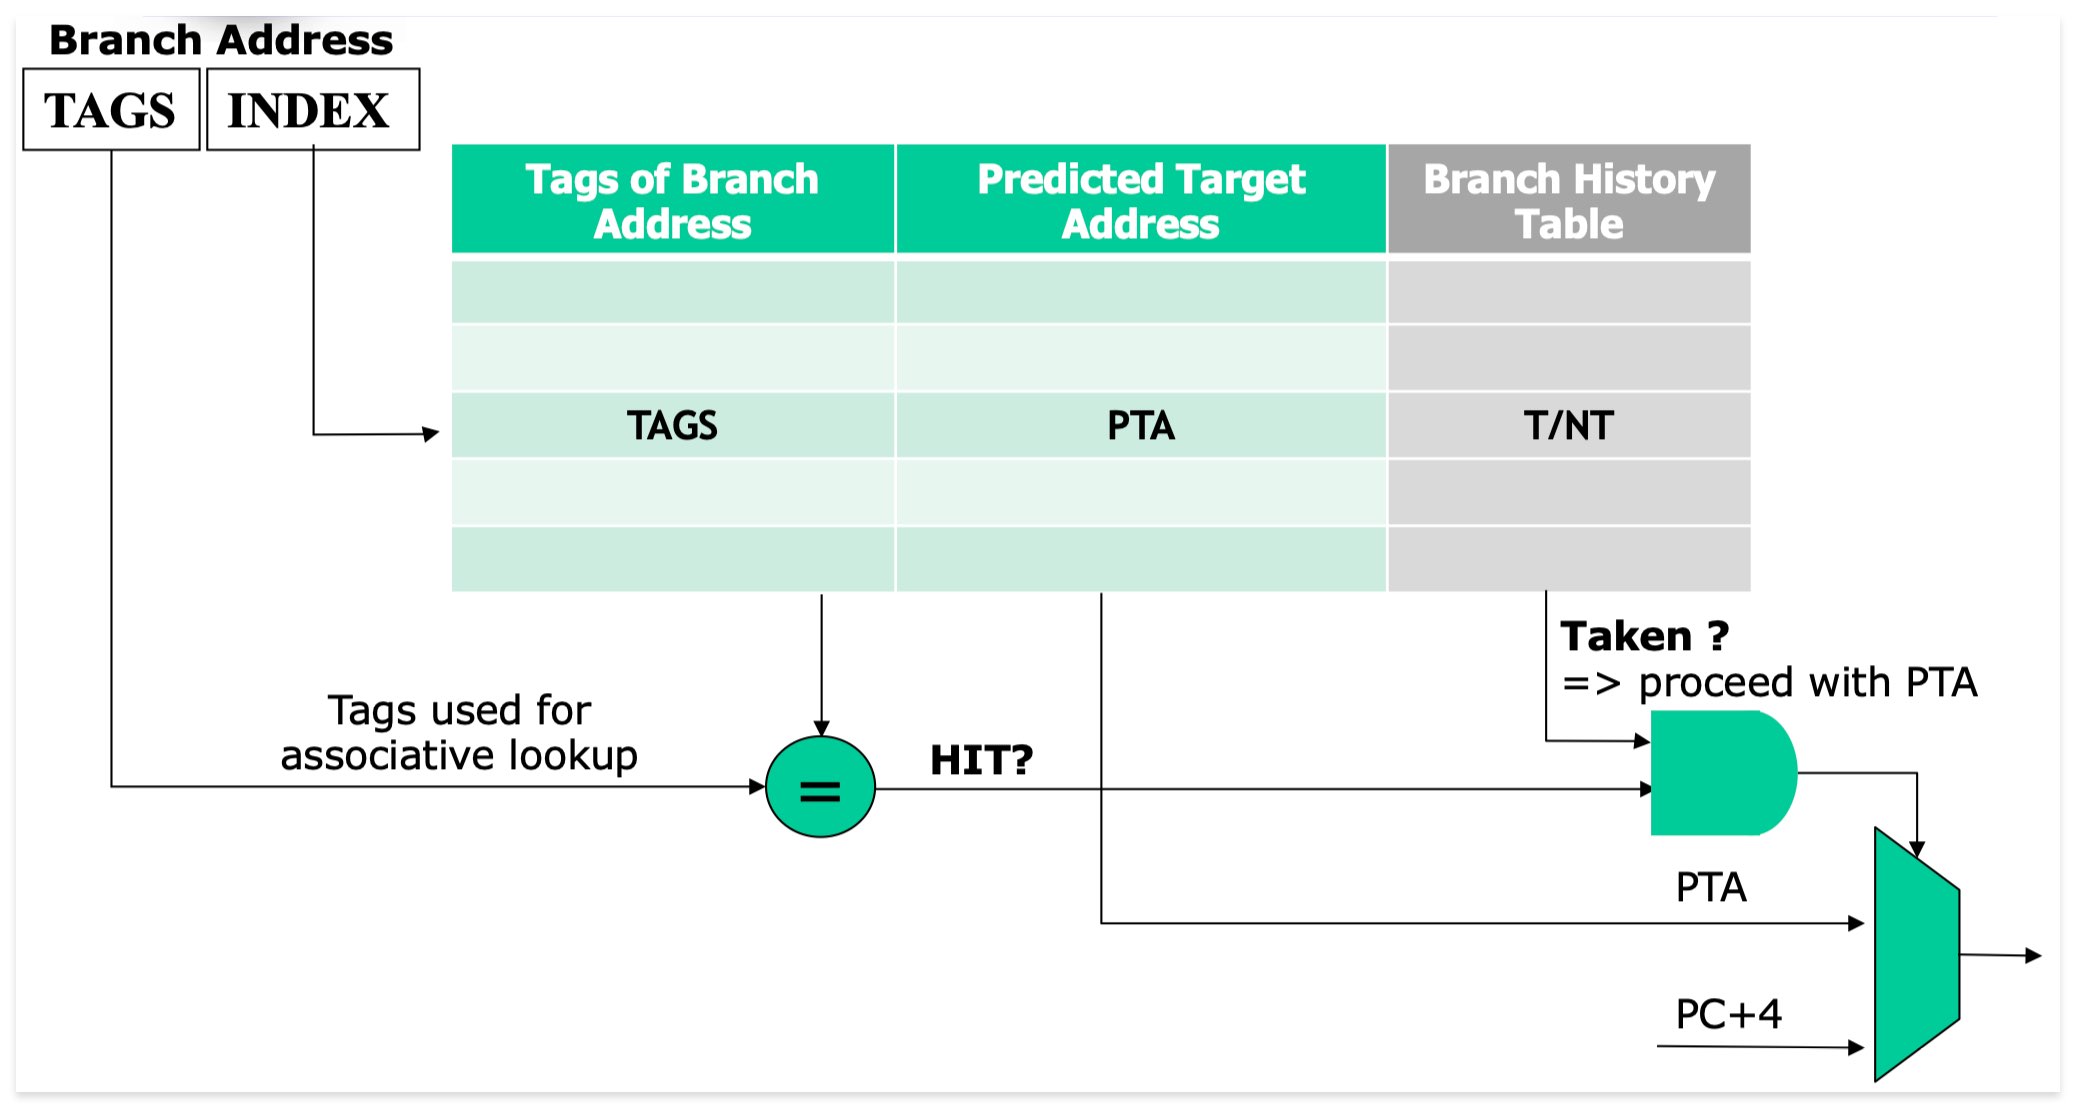 Branch Address
TAGS INDEX
Tags of Branch
Address
Predicted Target
Address
Branch History
Table
TAGS PTA T/NT
Taken ?
=> proceed with PTA
Tags used for
associative lookup
=
HIT?
PTA
PC+4